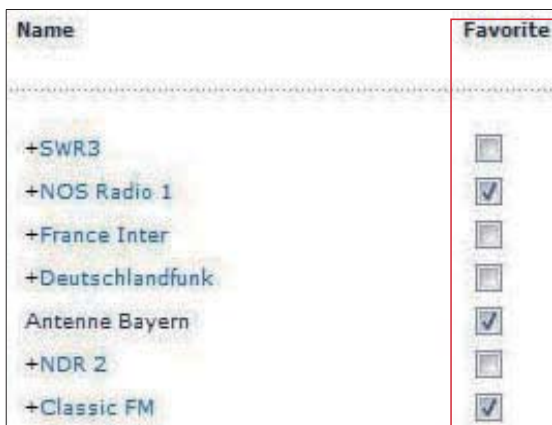 Name Favorite
+SWR3
+NOS Radio 1
+France Inter
+Deutschlandfunk
Antenne Bayern
+NDR 2
+Classic FM